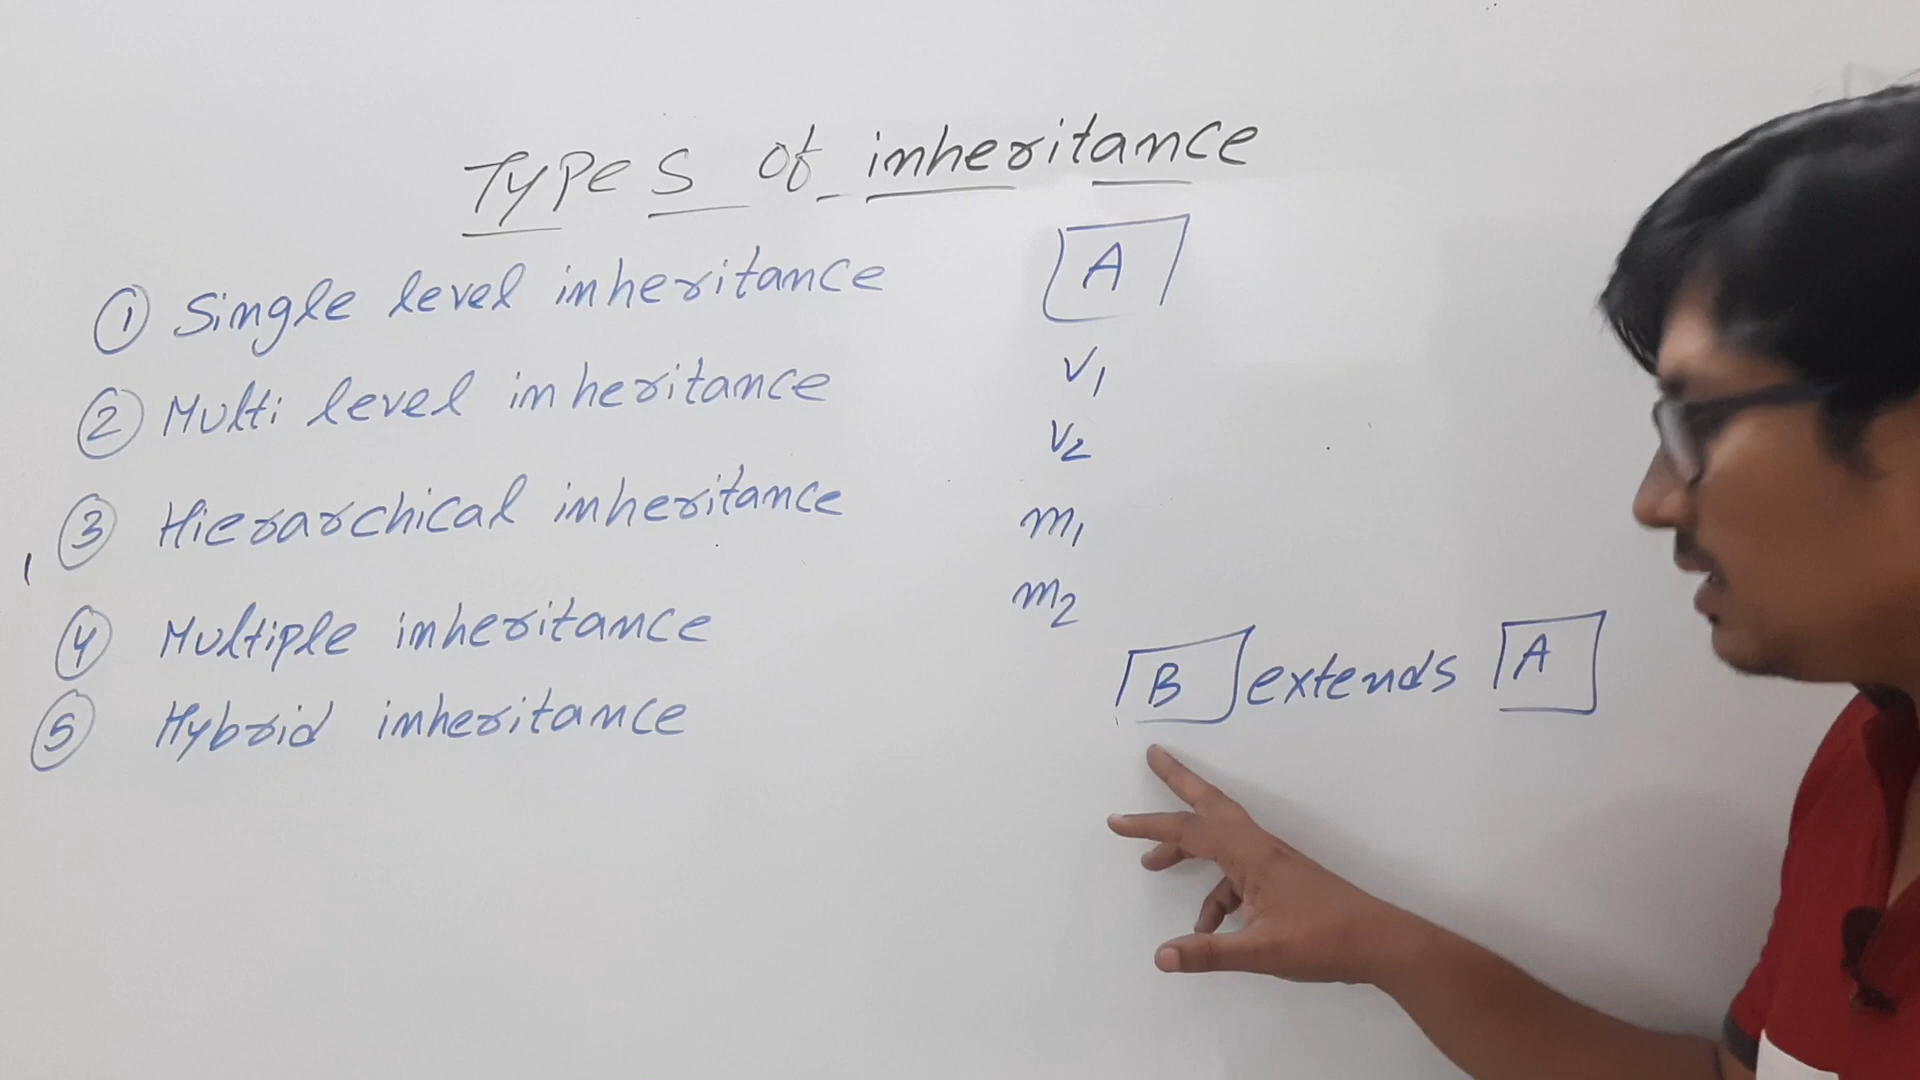 Types of inheritance
① Single level inheritance
② Multi level inheritance
③ Hierarchical inheritance
④ Multiple inheritance
⑤ Hybrid inheritance
A
V1
V2
m1
m2
B extends A